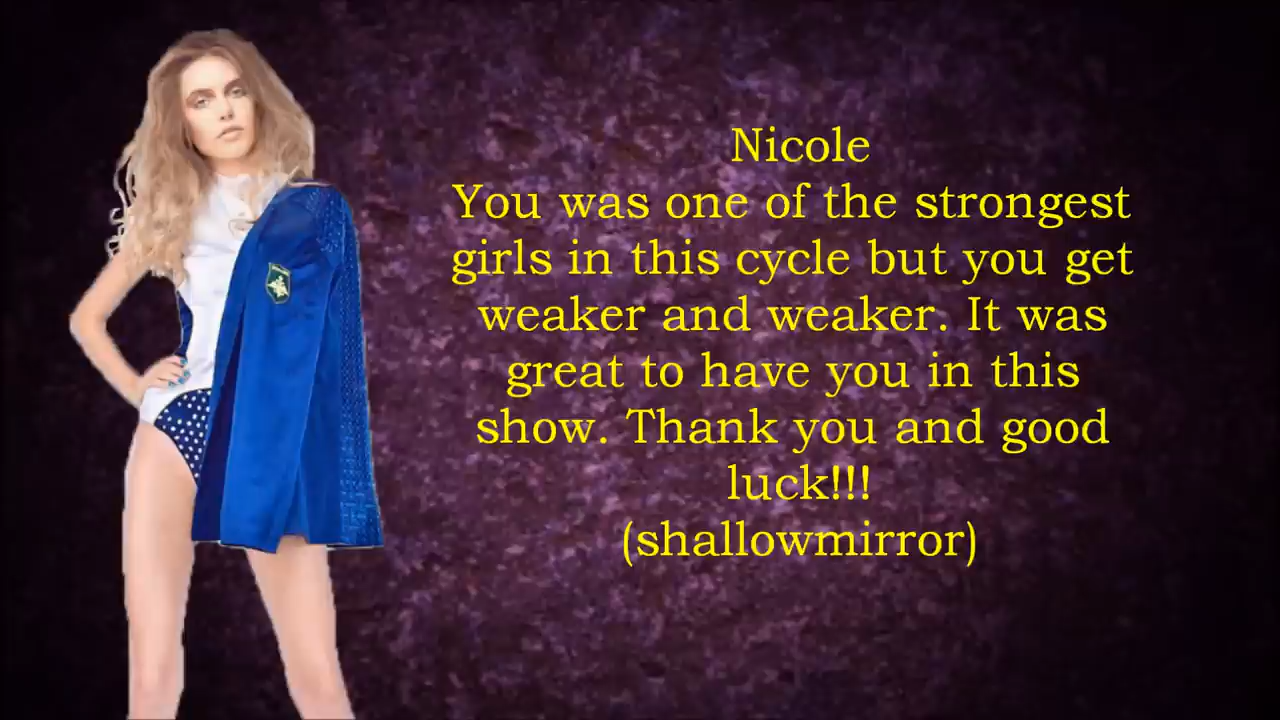 Nicole
You was one of the strongest
girls in this cycle but you get
weaker and weaker. It was
great to have you in this
show. Thank you and good
luck!!!
(shallowmirror)